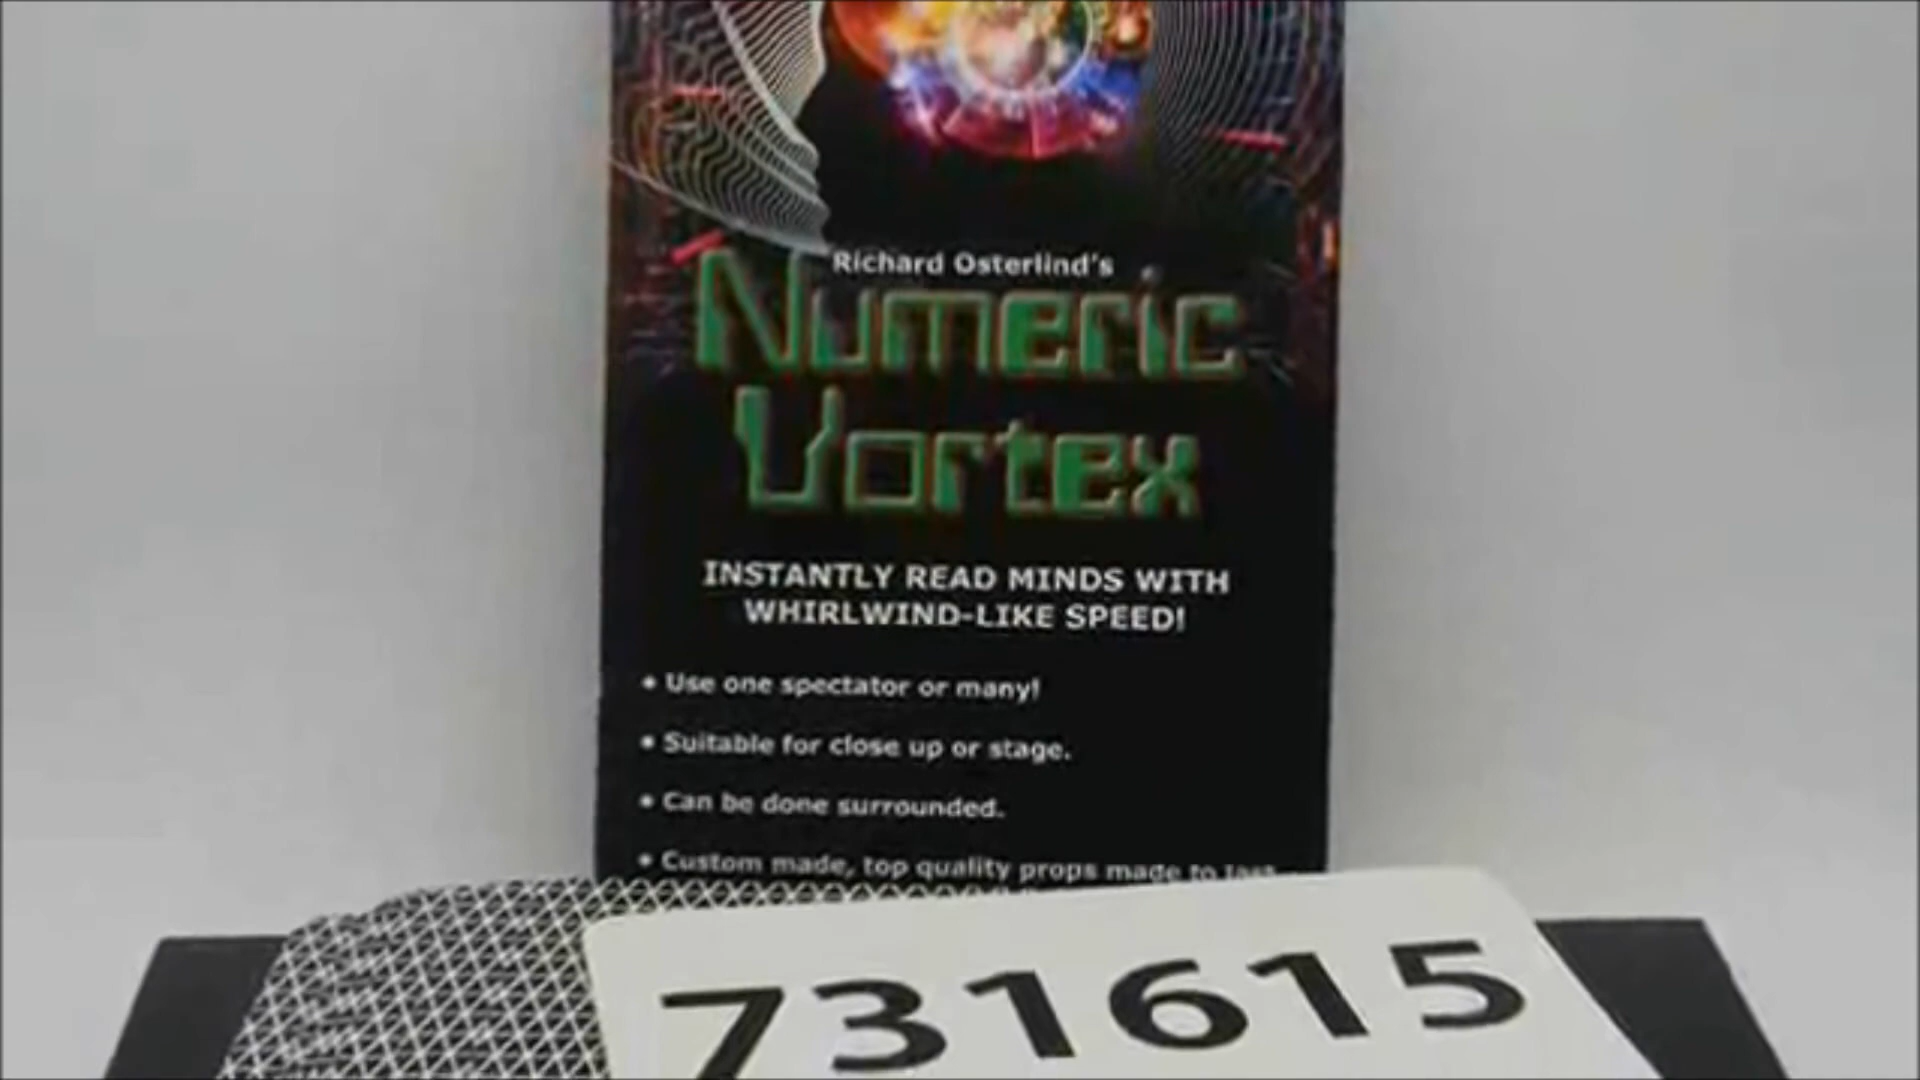 Richard Osterlind's
Numeric
Vortex
INSTANTLY READ MINDS WITH
WHIRLWIND-LIKE SPEED!
• Use one spectator or many!
• Suitable for close up or stage.
• Can be done surrounded.
• Custom made, top quality props made to last
731615